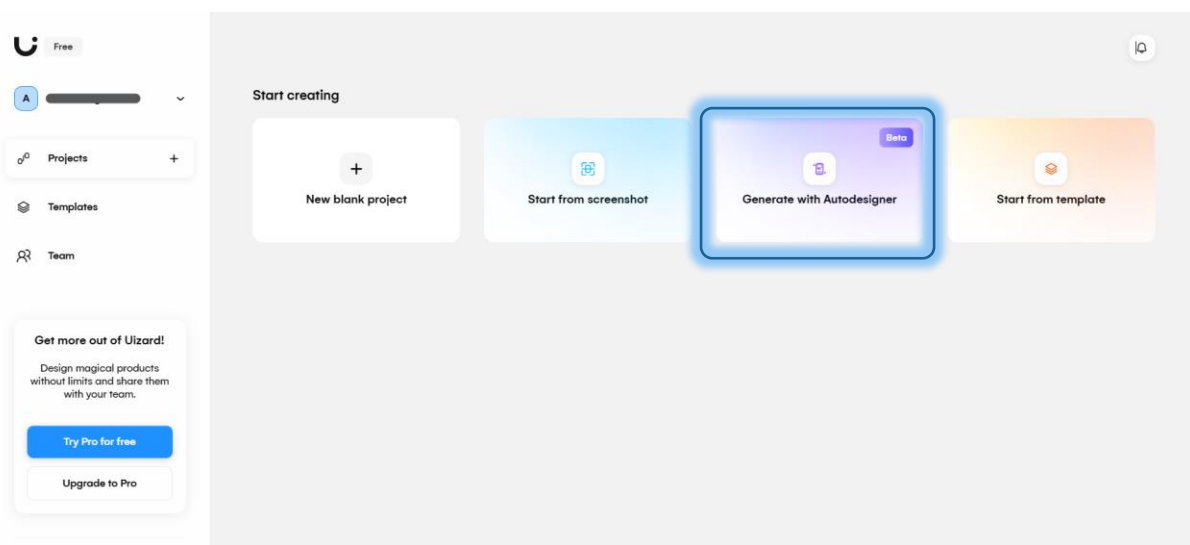 Free
A
Projects
+
Templates
Team
Get more out of Uizard!
Design magical products
without limits and share them
with your team.
Try Pro for free
Upgrade to Pro
Start creating
New blank project
Start from screenshot
Beta
Generate with Autodesigner
Start from template